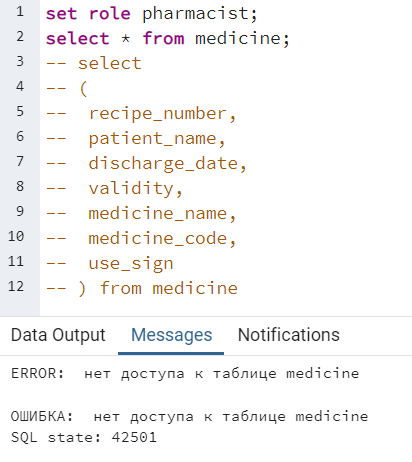 1 set role pharmacist;
2 select * from medicine;
3 -- select
4 -- (
5 --  recipe_number,
6 --  patient_name,
7 --  discharge_date,
8 --  validity,
9 --  medicine_name,
10 --  medicine_code,
11 --  use_sign
12 -- ) from medicine
Data Output Messages Notifications
ERROR:  нет доступа к таблице medicine
ОШИБКА:  нет доступа к таблице medicine
SQL state: 42501